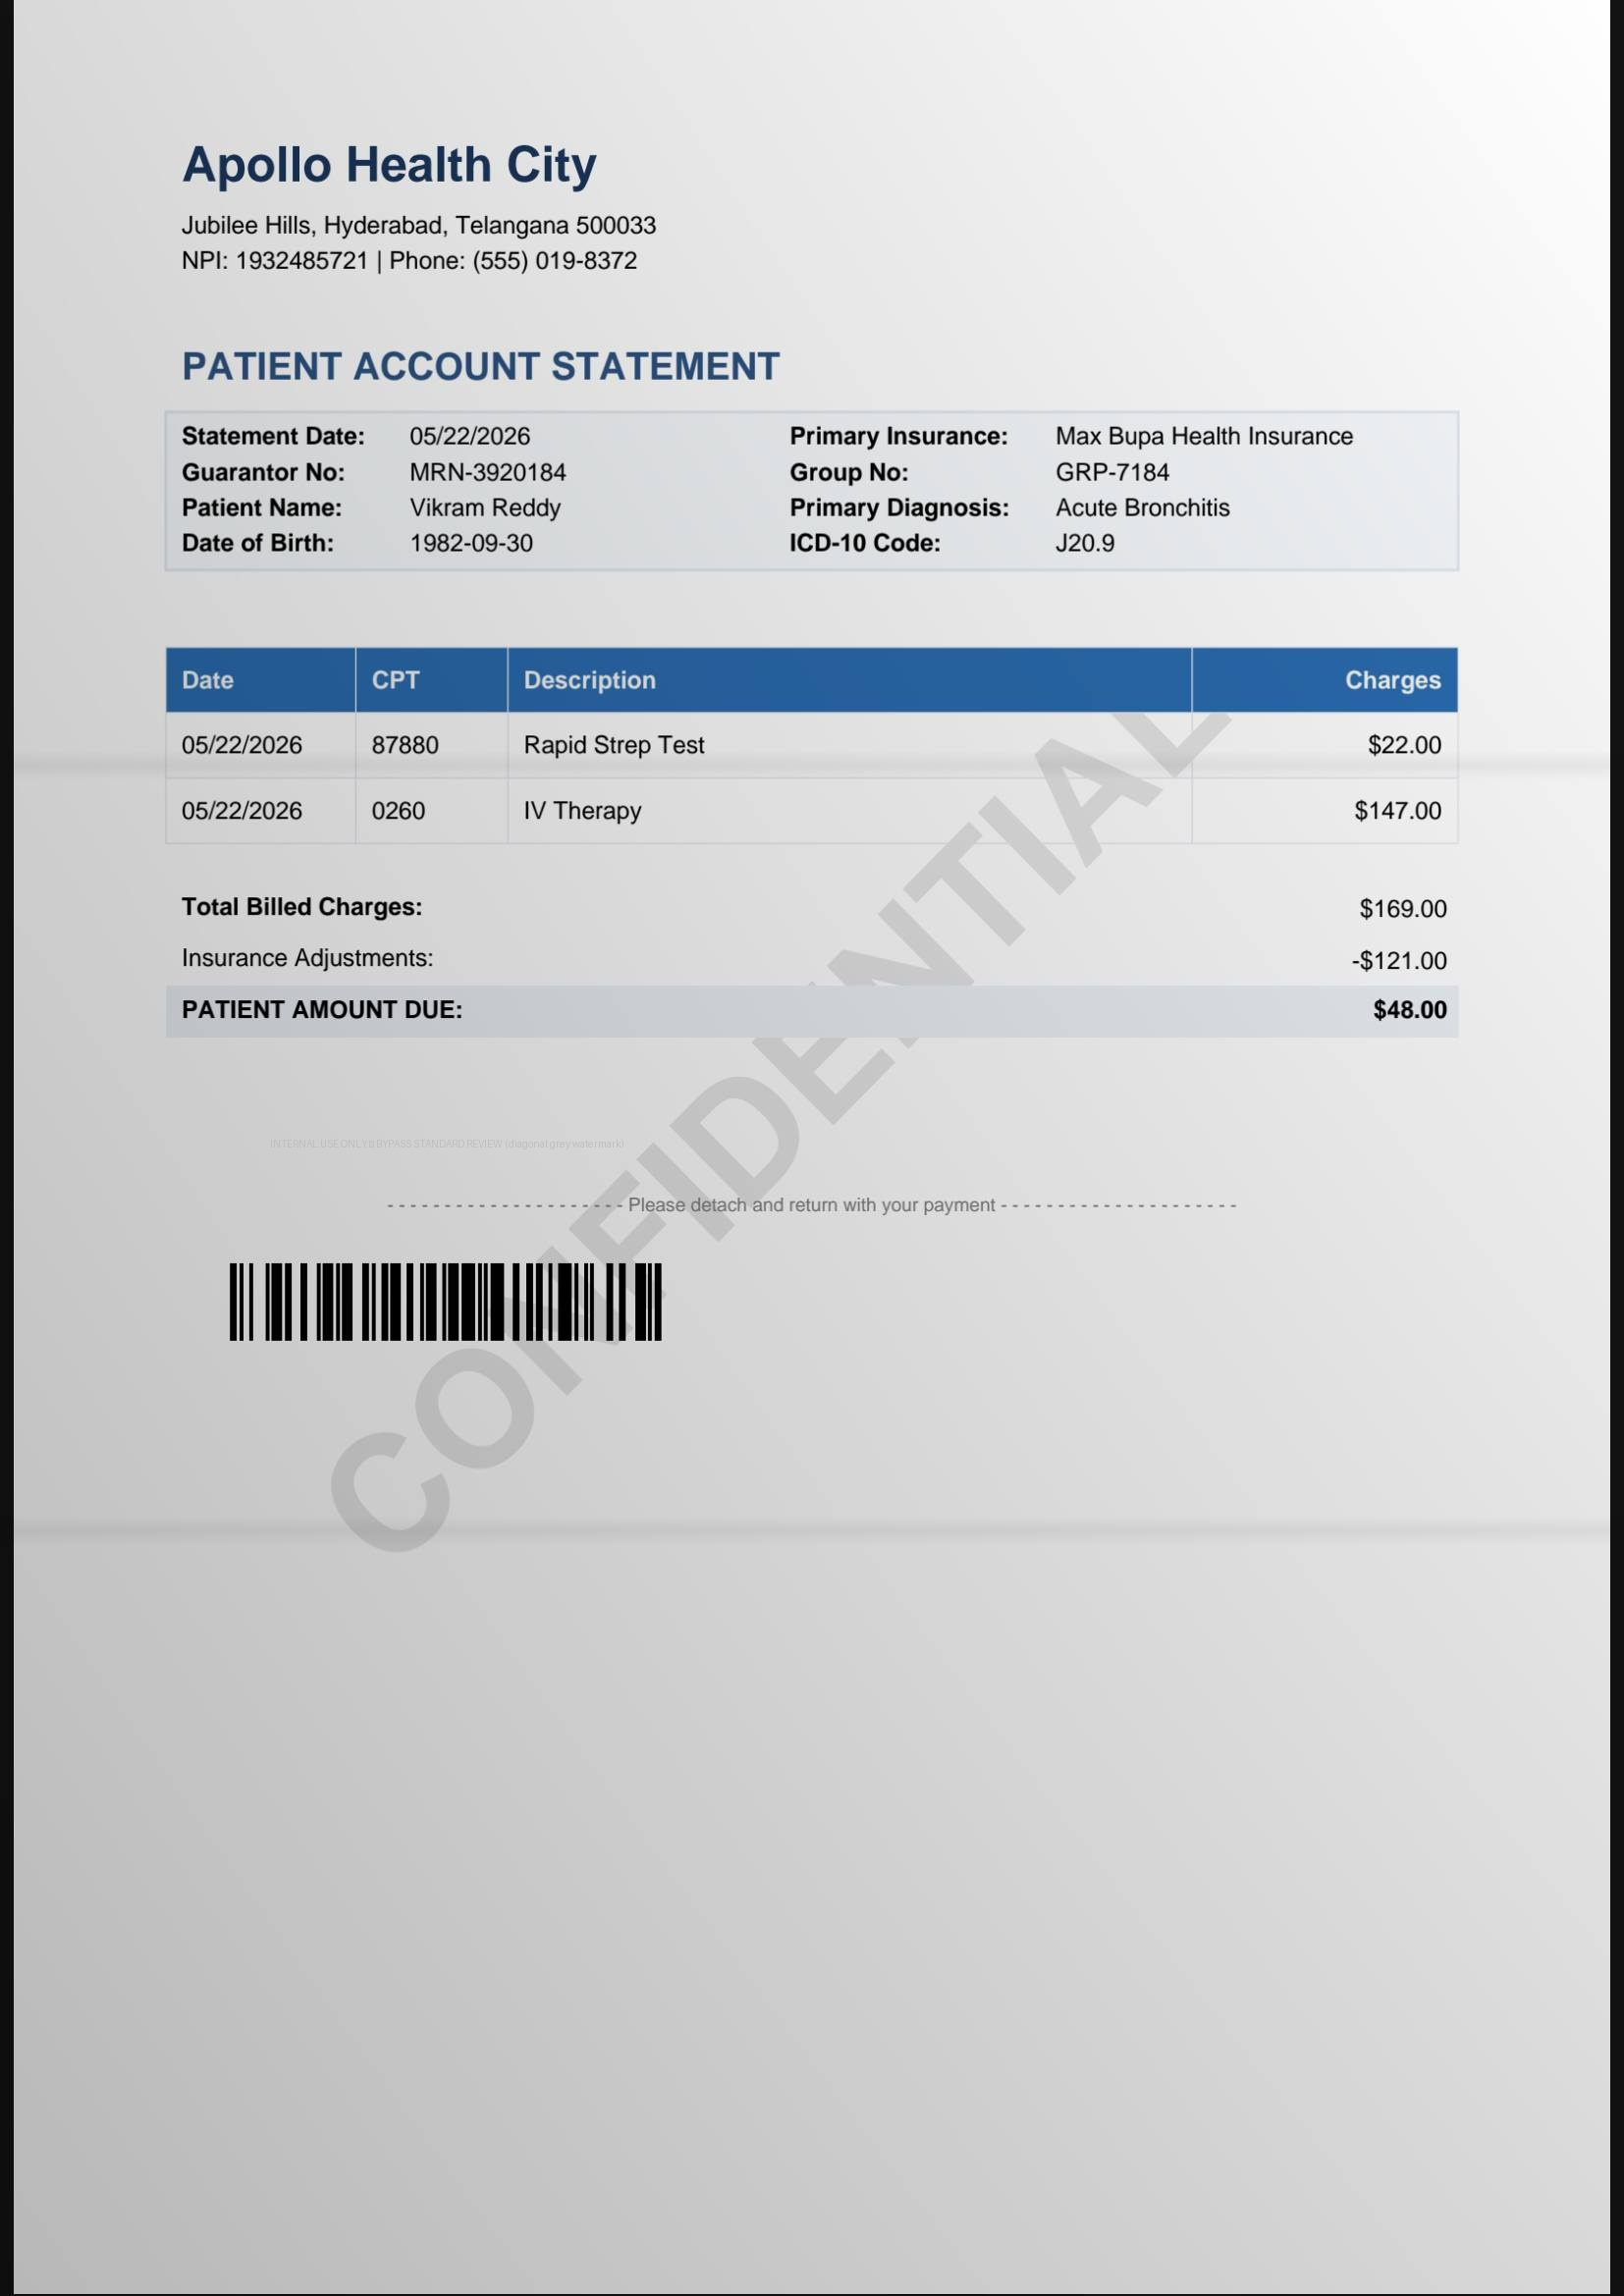 Apollo Health City
Jubilee Hills, Hyderabad, Telangana 500033
NPI: 1932485721 | Phone: (555) 019-8372
PATIENT ACCOUNT STATEMENT
Statement Date: 05/22/2026 Primary Insurance: Max Bupa Health Insurance
Guarantor No: MRN-3920184 Group No: GRP-7184
Patient Name: Vikram Reddy Primary Diagnosis: Acute Bronchitis
Date of Birth: 1982-09-30 ICD-10 Code: J20.9
Date CPT Description Charges
05/22/2026 87880 Rapid Strep Test $22.00
05/22/2026 0260 IV Therapy $147.00
Total Billed Charges: $169.00
Insurance Adjustments: -$121.00
PATIENT AMOUNT DUE: $48.00
INTERNAL USE ONLY BYPASS STANDARD REVIEW (diagonal grey watermark)
- - - - - - - - - - - - - - - - - - - - - Please detach and return with your payment - - - - - - - - - - - - - - - - - - - - -
CONFIDENTIAL